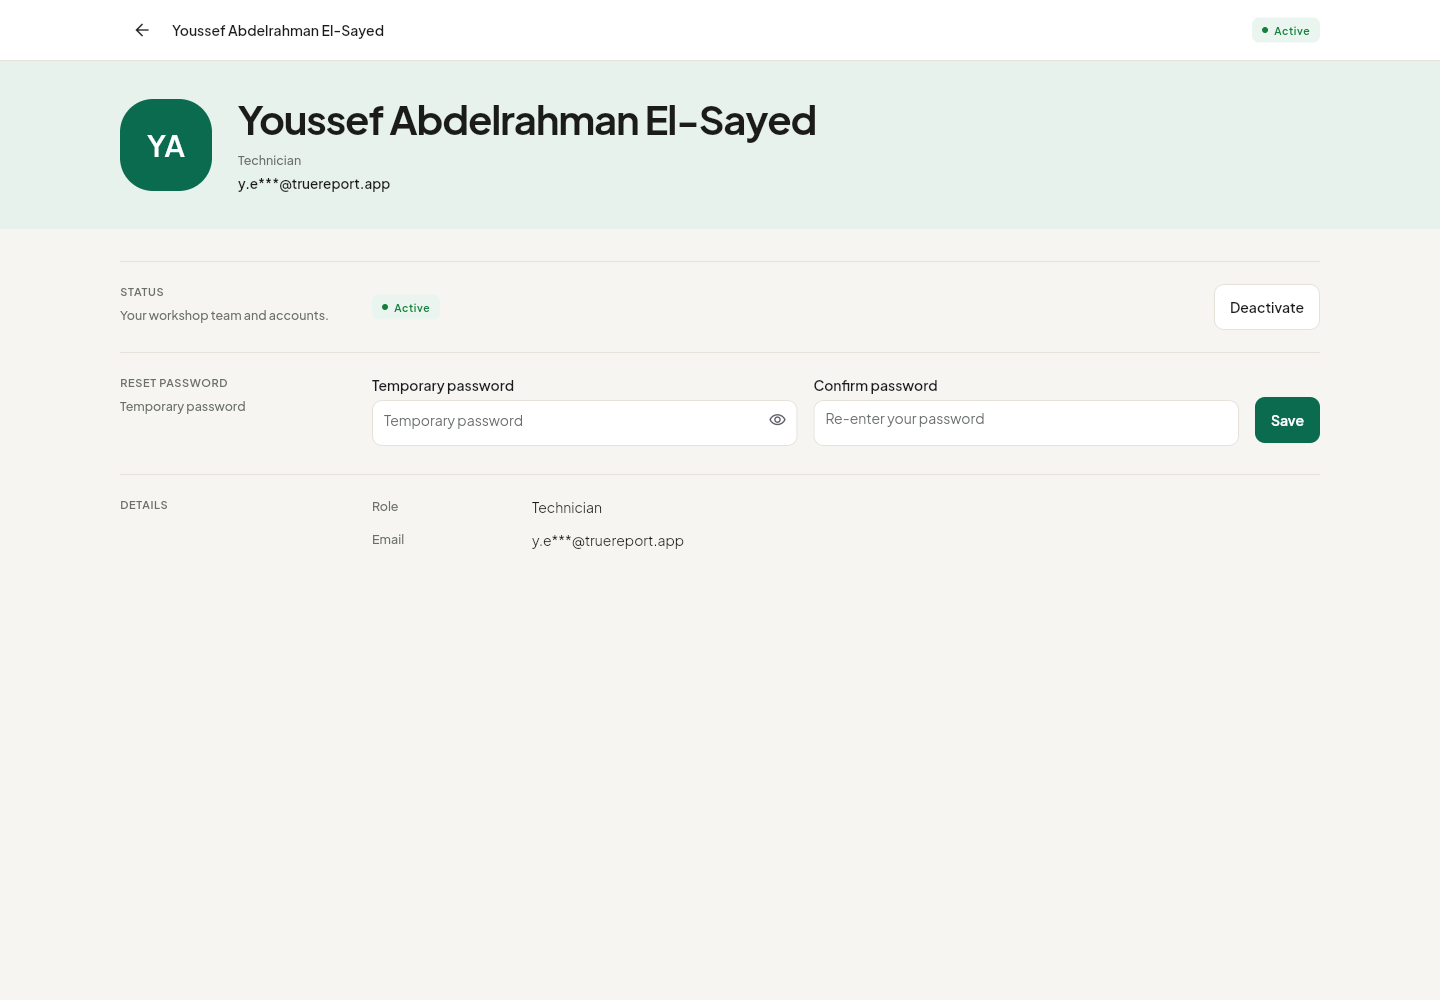 Youssef Abdelrahman El-Sayed
Active
YA
Youssef Abdelrahman El-Sayed
Technician
y.e***@truereport.app
STATUS
Your workshop team and accounts.
Active
Deactivate
RESET PASSWORD
Temporary password
Temporary password
Temporary password
Confirm password
Re-enter your password
Save
DETAILS
Role
Technician
Email
y.e***@truereport.app